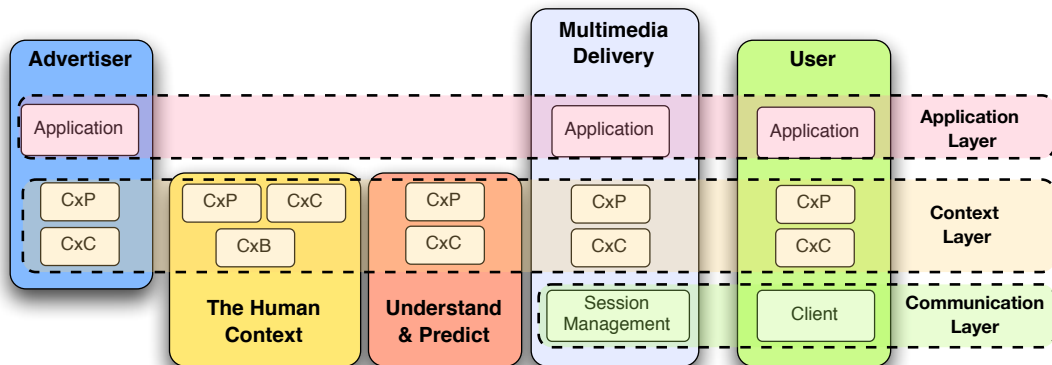 Advertiser
Application
CxP
CxC
CxP
CxC
CxB
The Human
Context
CxP
CxC
Understand
& Predict
Multimedia
Delivery
Application
CxP
CxC
Session
Management
User
Application
CxP
CxC
Client
Application
Layer
Context
Layer
Communication
Layer